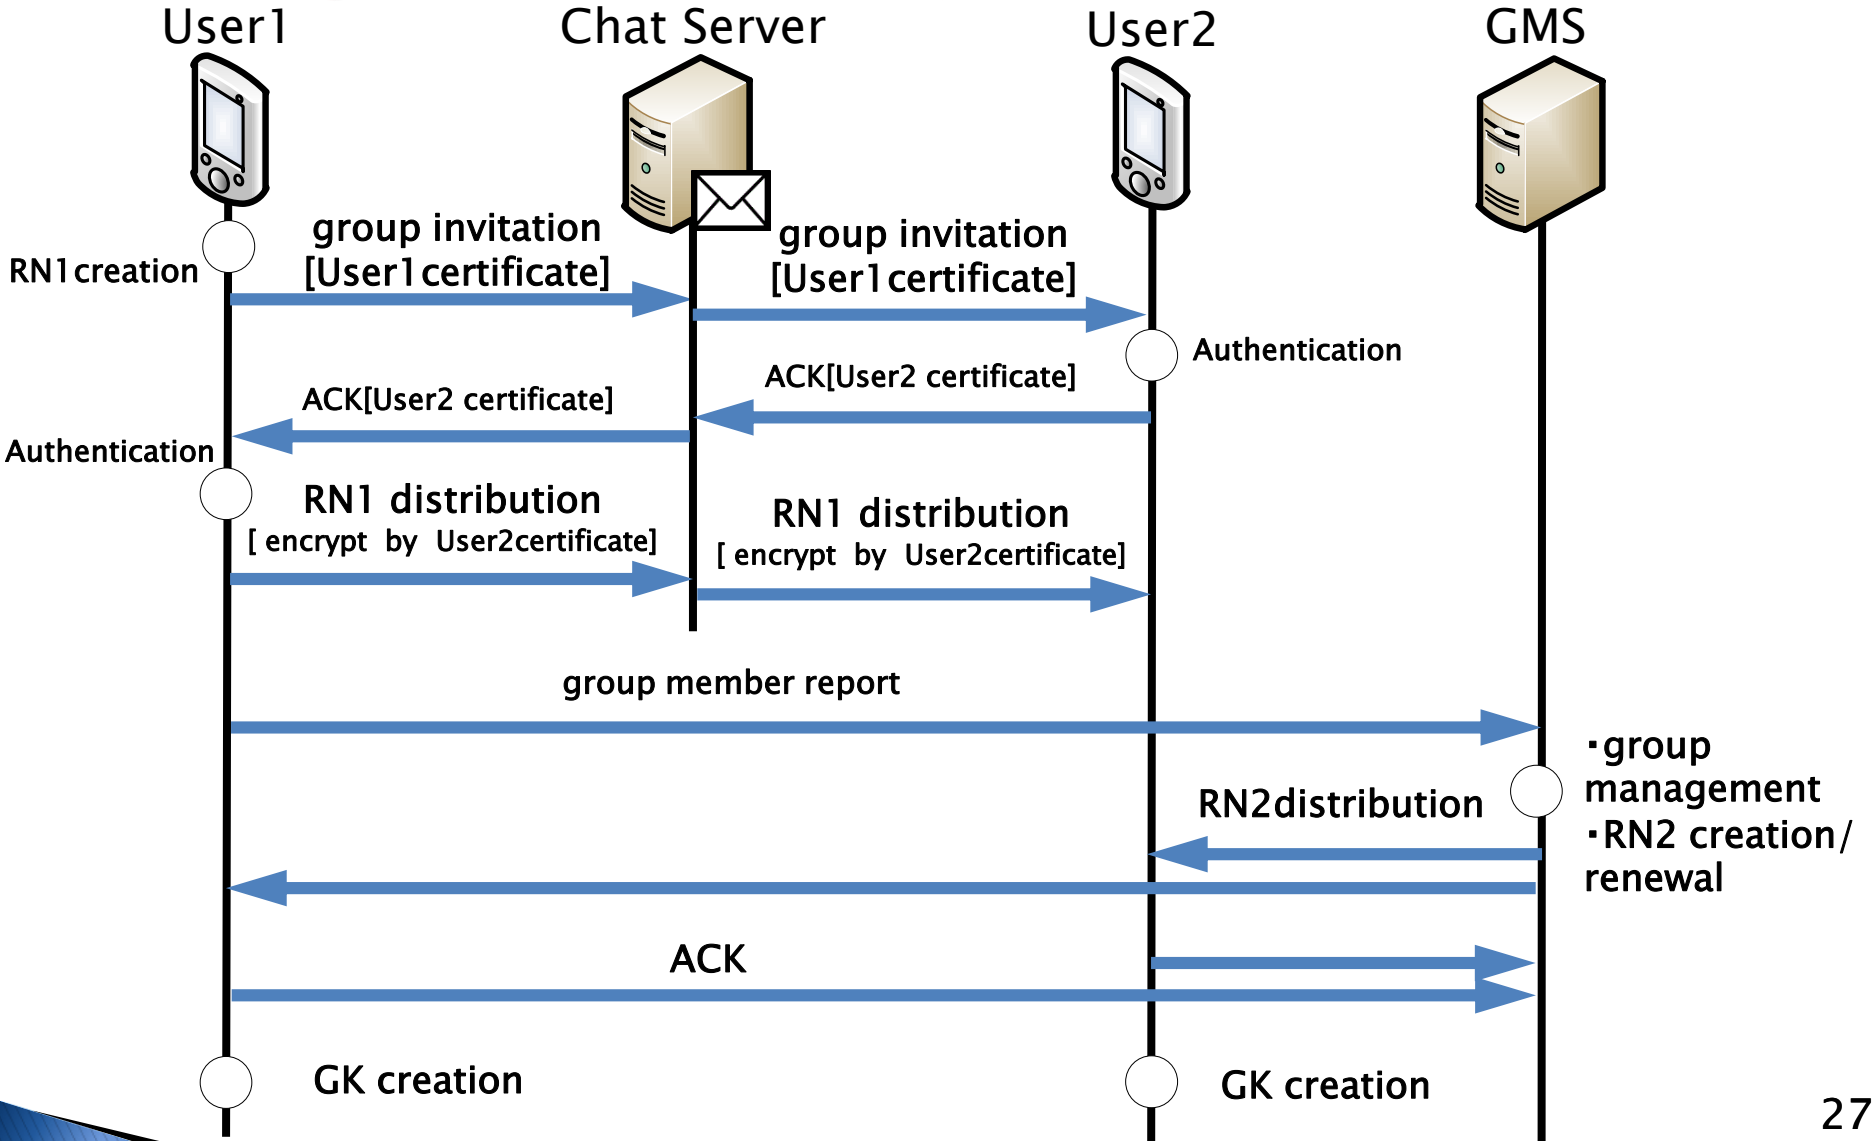 User1
Chat Server
User2
GMS
group invitation
[User1certificate]
group invitation
[User1certificate]
RN1creation
Authentication
ACK[User2 certificate]
ACK[User2 certificate]
Authentication
RN1 distribution
[ encrypt by User2certificate]
RN1 distribution
[ encrypt by User2certificate]
group member report
・group
management
・RN2 creation/
renewal
RN2distribution
ACK
GK creation
GK creation
27